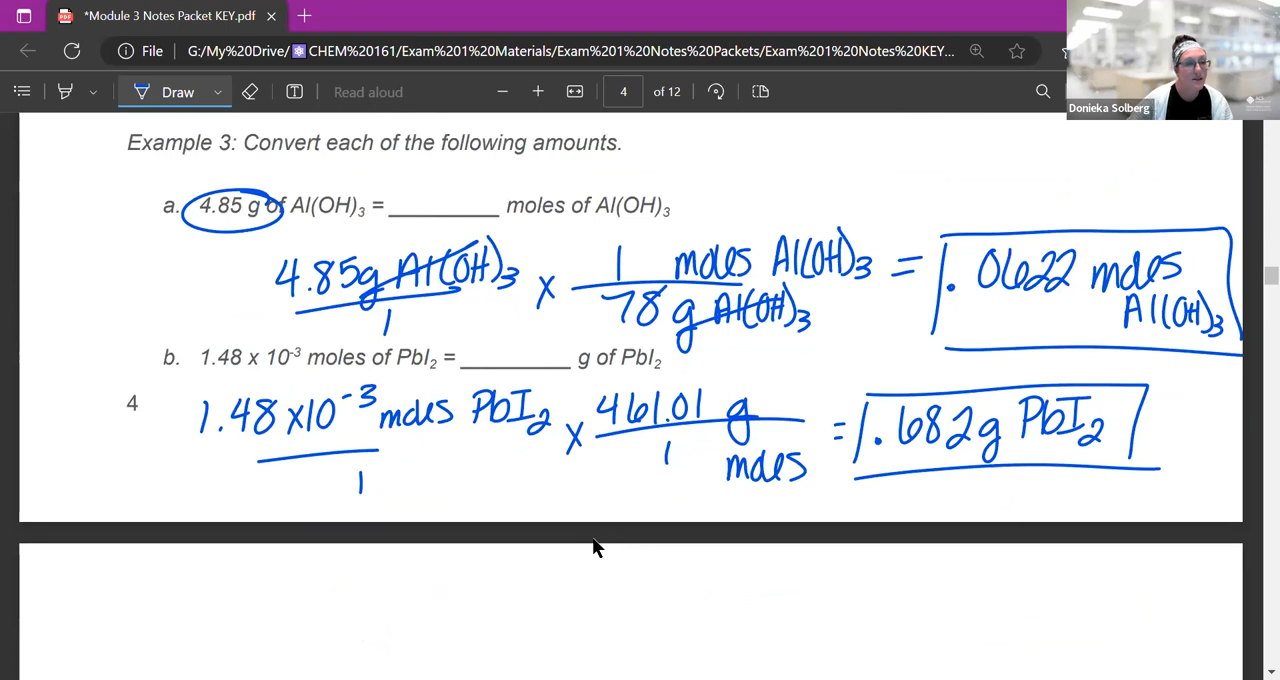 *Module 3 Notes Packet KEY.pdf
File G:/My%20Drive/ CHEM%20161/Exam%201%20Materials/Exam%201%20Notes%20Packets/Exam%201%20Notes%20KEY...
Draw Read aloud 4 of 12
Donieka Solberg
Example 3: Convert each of the following amounts.
a. 4.85 g of Al(OH)₃ = __________ moles of Al(OH)₃
4.85g Al(OH)₃ / 1 × 1 moles Al(OH)₃ / 78 g Al(OH)₃ = .0622 moles Al(OH)₃
b. 1.48 x 10⁻³ moles of PbI₂ = __________ g of PbI₂
4
1.48 ×10⁻³ moles PbI₂ / 1 × 461.01 g / 1 moles = .682g PbI₂